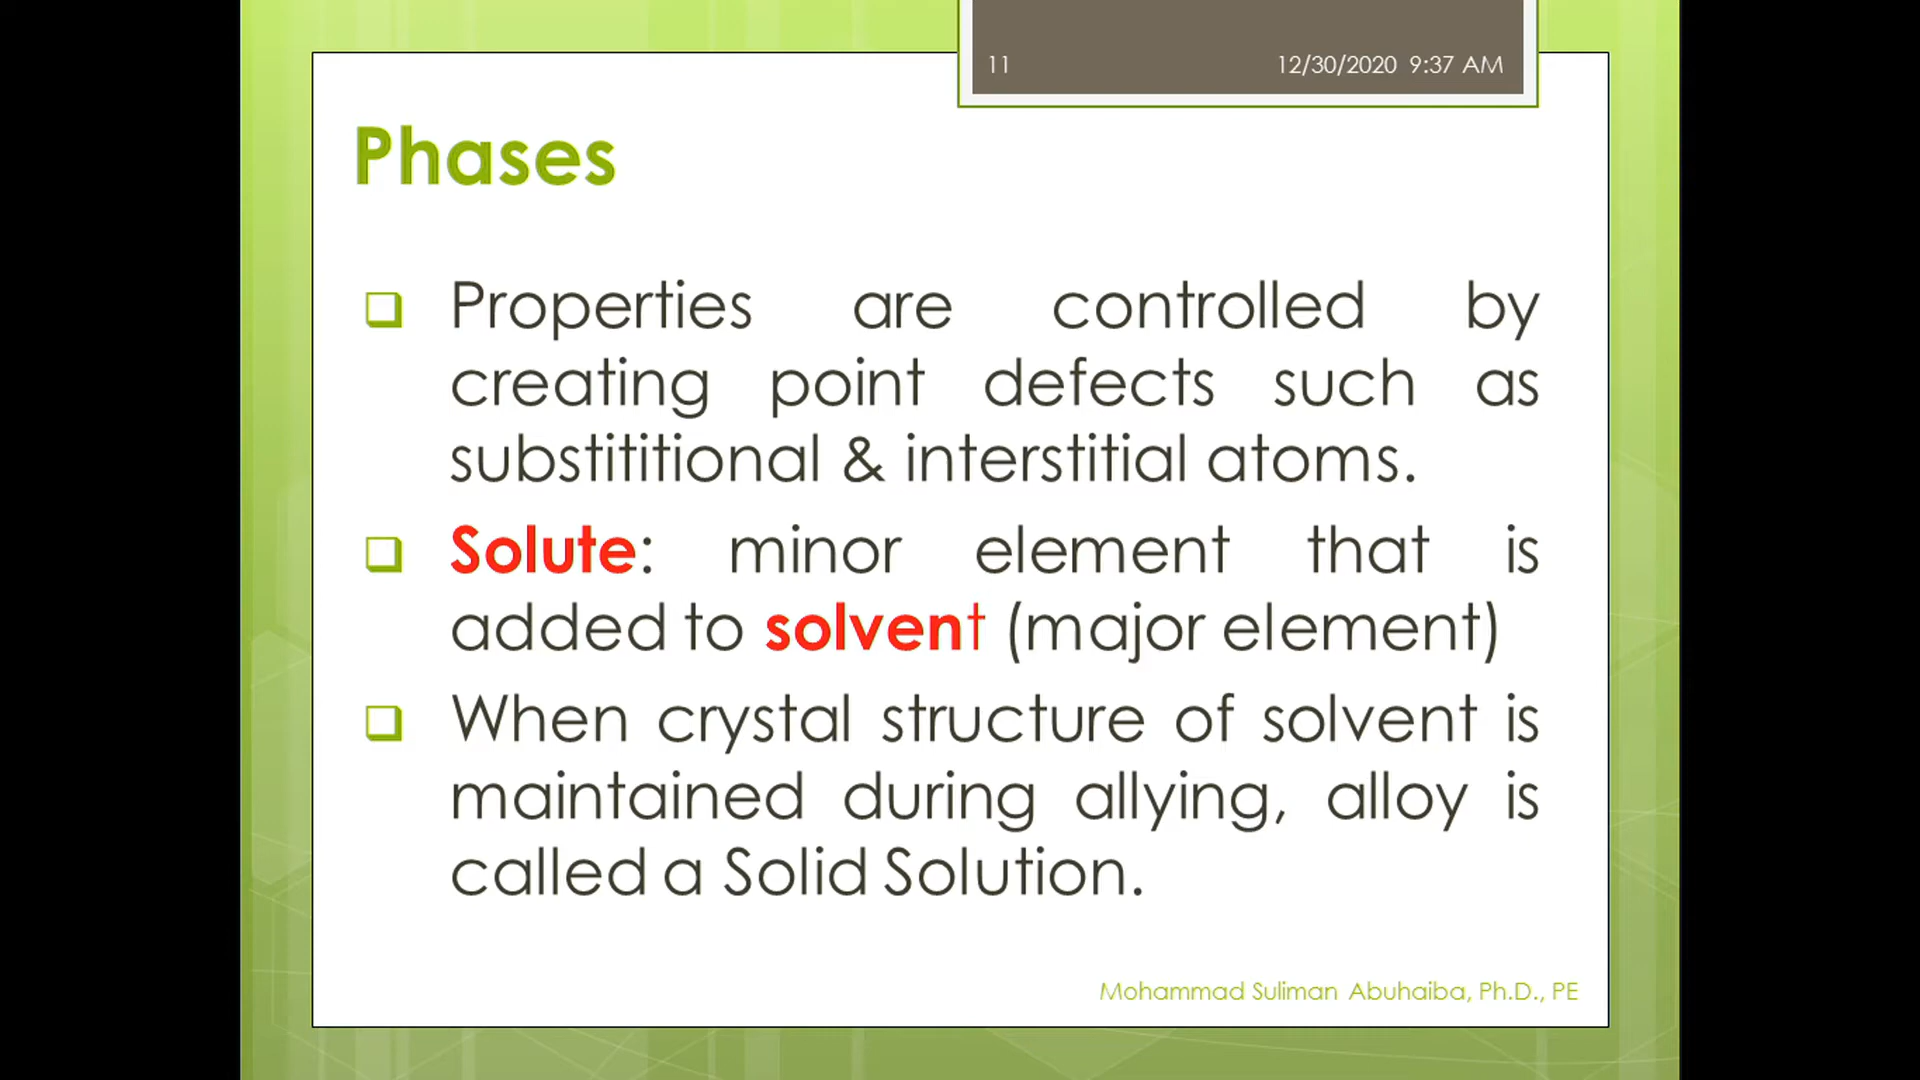 11 12/30/2020 9:37 AM
Phases
Properties are controlled by
creating point defects such as
substititional & interstitial atoms.
Solute: minor element that is
added to solvent (major element)
When crystal structure of solvent is
maintained during allying, alloy is
called a Solid Solution.
Mohammad Suliman Abuhaiba, Ph.D., PE